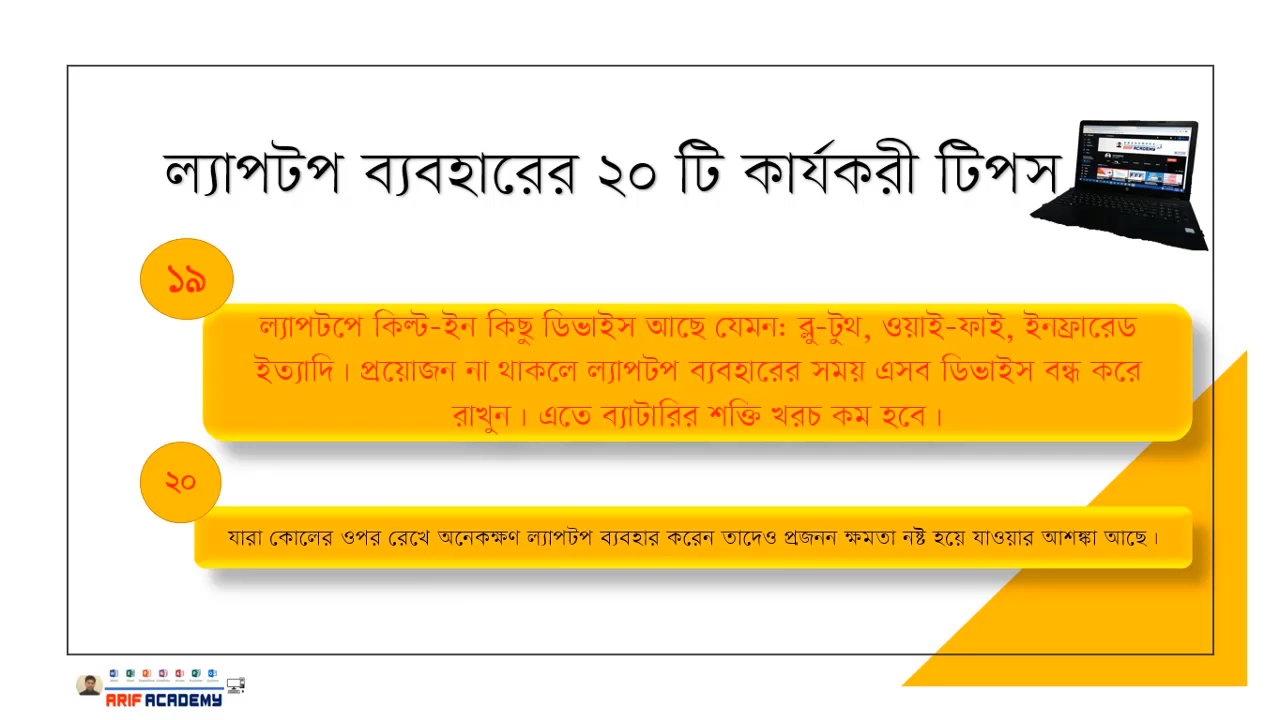 ল্যাপটপ ব্যবহারের ২০ টি কার্যকরী টিপস
১৯
ল্যাপটপে কিল্ট-ইন কিছু ডিভাইস আছে যেমন: ব্লু-টুথ, ওয়াই-ফাই, ইনফ্রারেড
ইত্যাদি। প্রয়োজন না থাকলে ল্যাপটপ ব্যবহারের সময় এসব ডিভাইস বন্ধ করে
রাখুন। এতে ব্যাটারির শক্তি খরচ কম হবে।
২০
যারা কোলের ওপর রেখে অনেকক্ষণ ল্যাপটপ ব্যবহার করেন তাদেও প্রজনন ক্ষমতা নষ্ট হয়ে যাওয়ার আশঙ্কা আছে।
ARIF ACADEMY